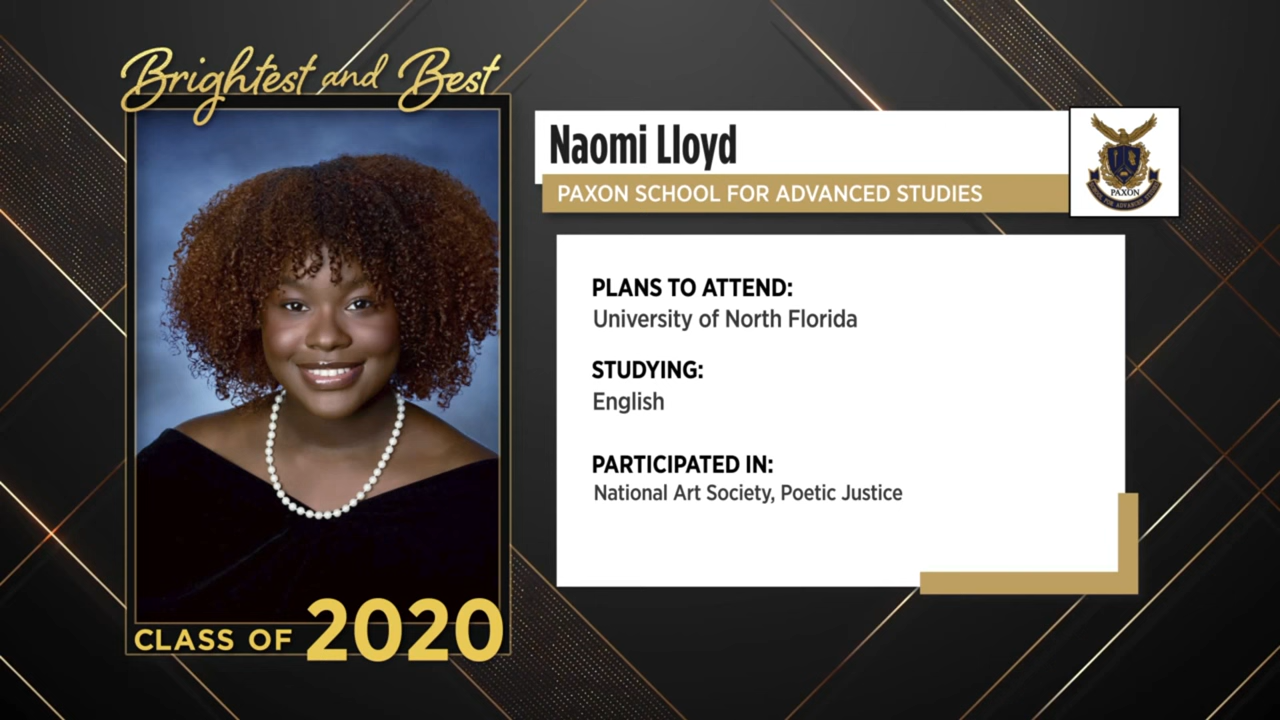 Brightest and Best
CLASS OF 2020
Naomi Lloyd
PAXON SCHOOL FOR ADVANCED STUDIES
PAXON
PLANS TO ATTEND:
University of North Florida
STUDYING:
English
PARTICIPATED IN:
National Art Society, Poetic Justice